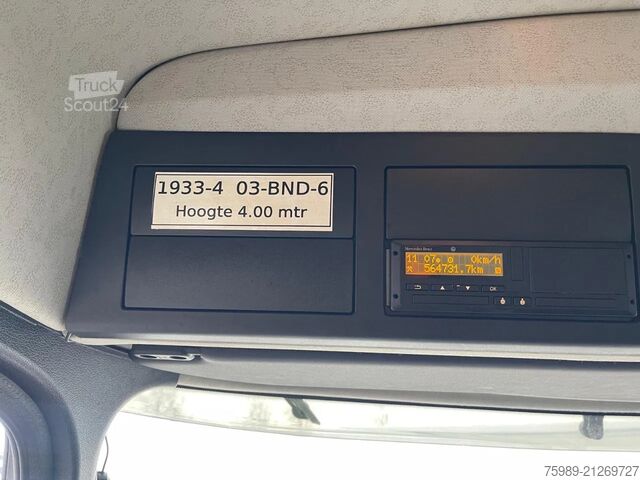 Truck
Scout24
1933-4 03-BND-6
Hoogte 4.00 mtr
Mercedes-Benz
11 07 0km/h
564731.7km
OK
75989-21269727